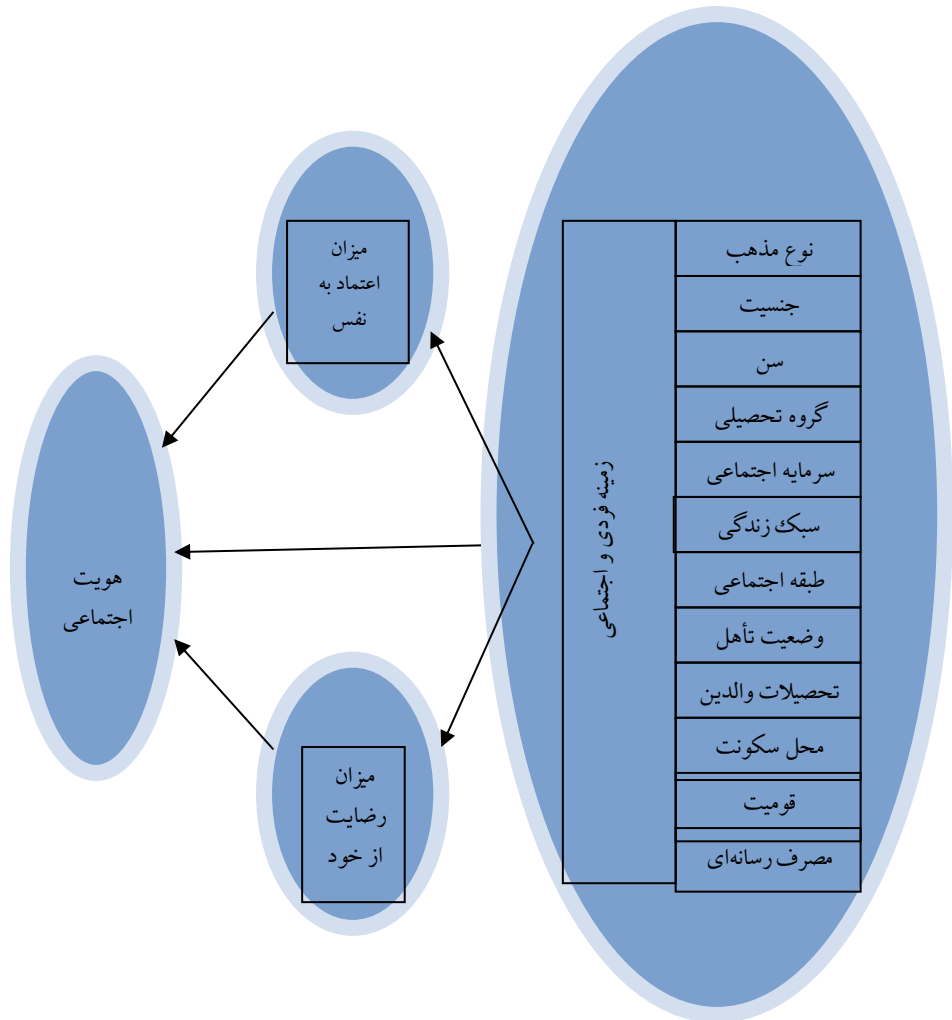 نوع مذهب
جنسیت
سن
گروه تحصیلی
سرمایه اجتماعی
سبک زندگی
طبقه اجتماعی
وضعیت تأهل
تحصیلات والدین
محل سکونت
قومیت
مصرف رسانه‌ای
زمینه فردی و اجتماعی
میزان
اعتماد به
نفس
میزان
رضایت
از خود
هویت
اجتماعی